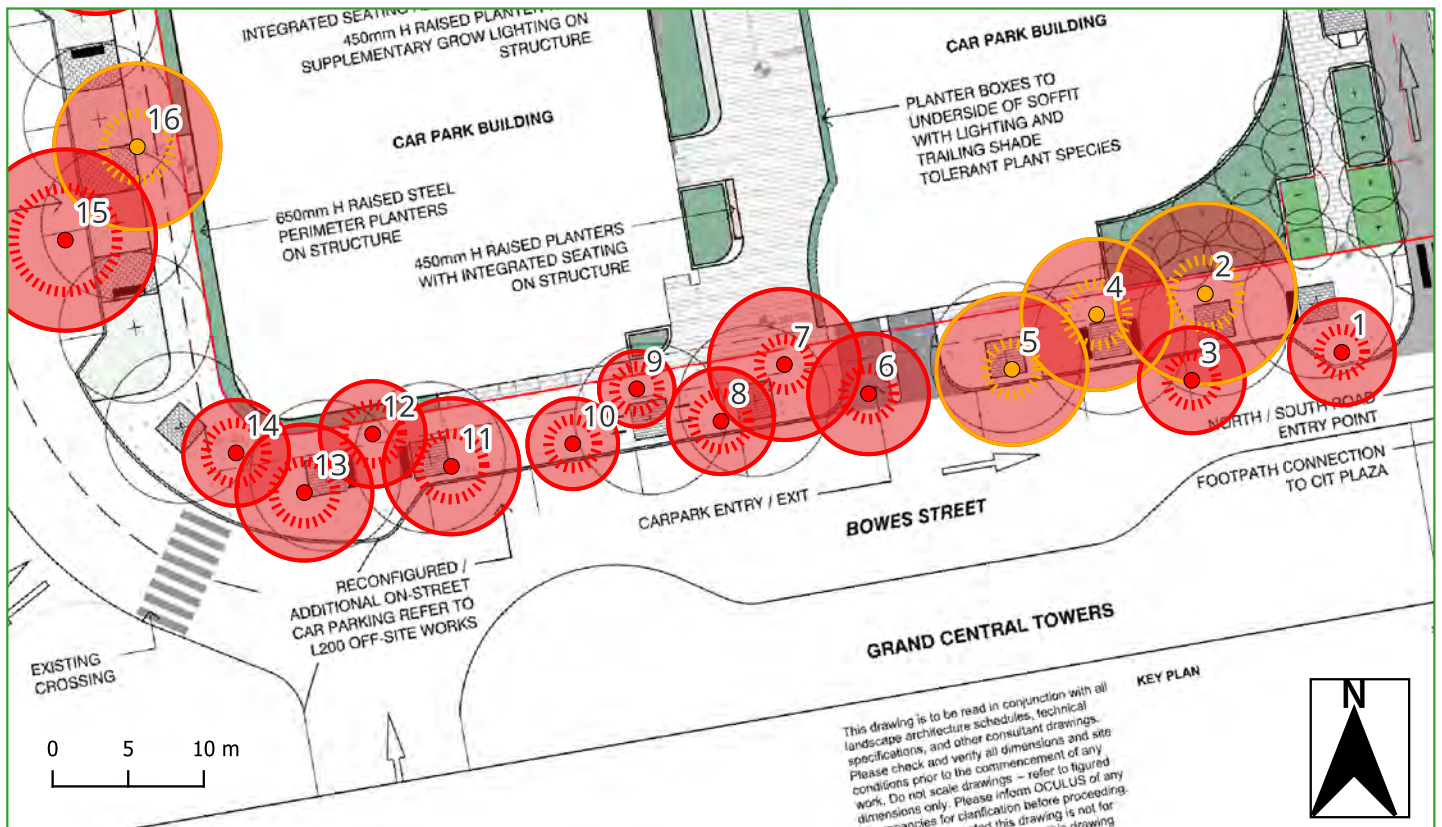 INTEGRATED SEATING
450mm H RAISED PLANTER
SUPPLEMENTARY GROW LIGHTING ON
STRUCTURE
CAR PARK BUILDING
CAR PARK BUILDING
PLANTER BOXES TO
UNDERSIDE OF SOFFIT
WITH LIGHTING AND
TRAILING SHADE
TOLERANT PLANT SPECIES
650mm H RAISED STEEL
PERIMETER PLANTERS
ON STRUCTURE
450mm H RAISED PLANTERS
WITH INTEGRATED SEATING
ON STRUCTURE
16
15
14
13
12
11
10
9
8
7
6
5
4
3
2
1
NORTH / SOUTH ROAD
ENTRY POINT
FOOTPATH CONNECTION
TO CIT PLAZA
CARPARK ENTRY / EXIT
BOWES STREET
RECONFIGURED /
ADDITIONAL ON-STREET
CAR PARKING REFER TO
L200 OFF-SITE WORKS
EXISTING
CROSSING
GRAND CENTRAL TOWERS
KEY PLAN
This drawing is to be read in conjunction with all
landscape architecture schedules, technical
specifications, and other consultant drawings.
Please check and verify all dimensions and site
conditions prior to the commencement of any
work. Do not scale drawings – refer to figured
dimensions only. Please inform OCULUS of any
for clarification before proceeding.
this drawing is not for
drawing
0 5 10 m
N